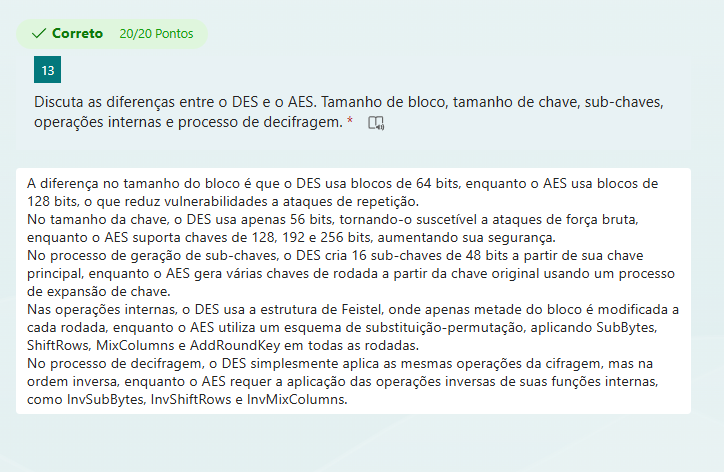 Correto 20/20 Pontos
13
Discuta as diferenças entre o DES e o AES. Tamanho de bloco, tamanho de chave, sub-chaves,
operações internas e processo de decifragem. *
A diferença no tamanho do bloco é que o DES usa blocos de 64 bits, enquanto o AES usa blocos de
128 bits, o que reduz vulnerabilidades a ataques de repetição.
No tamanho da chave, o DES usa apenas 56 bits, tornando-o suscetível a ataques de força bruta,
enquanto o AES suporta chaves de 128, 192 e 256 bits, aumentando sua segurança.
No processo de geração de sub-chaves, o DES cria 16 sub-chaves de 48 bits a partir de sua chave
principal, enquanto o AES gera várias chaves de rodada a partir da chave original usando um processo
de expansão de chave.
Nas operações internas, o DES usa a estrutura de Feistel, onde apenas metade do bloco é modificada a
cada rodada, enquanto o AES utiliza um esquema de substituição-permutação, aplicando SubBytes,
ShiftRows, MixColumns e AddRoundKey em todas as rodadas.
No processo de decifragem, o DES simplesmente aplica as mesmas operações da cifragem, mas na
ordem inversa, enquanto o AES requer a aplicação das operações inversas de suas funções internas,
como InvSubBytes, InvShiftRows e InvMixColumns.